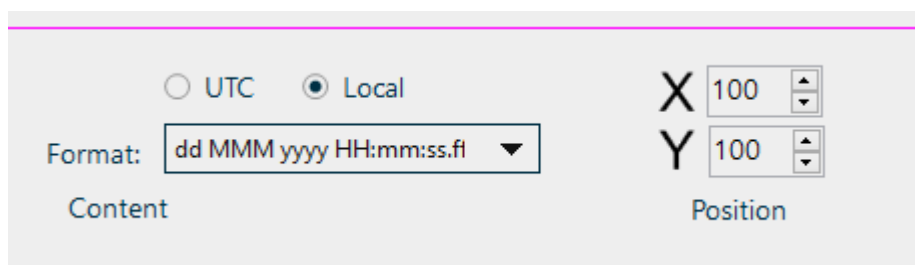 UTC Local X 100
Format: dd MMM yyyy HH:mm:ss.ff Y 100
Content Position